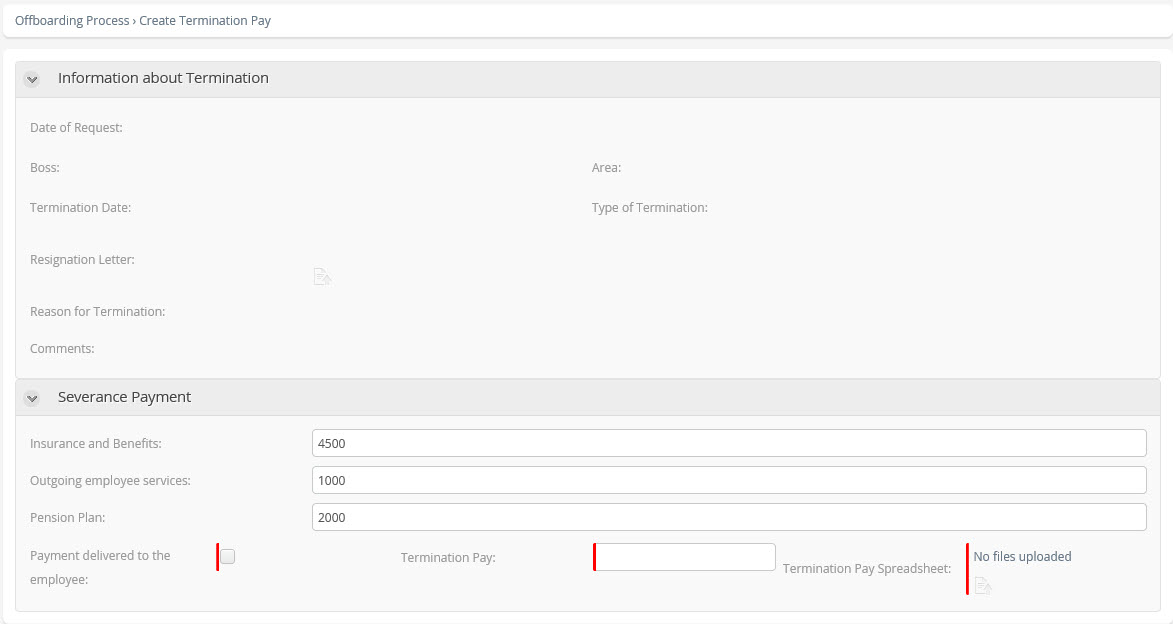 Offboarding Process › Create Termination Pay
Information about Termination
Date of Request:
Boss:
Area:
Termination Date:
Type of Termination:
Resignation Letter:
Reason for Termination:
Comments:
Severance Payment
Insurance and Benefits:
4500
Outgoing employee services:
1000
Pension Plan:
2000
Payment delivered to the
employee:
Termination Pay:
Termination Pay Spreadsheet:
No files uploaded